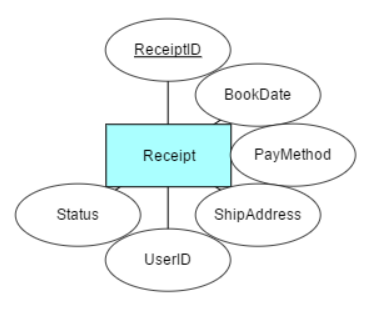 ReceiptID
BookDate
Receipt
PayMethod
Status
ShipAddress
UserID